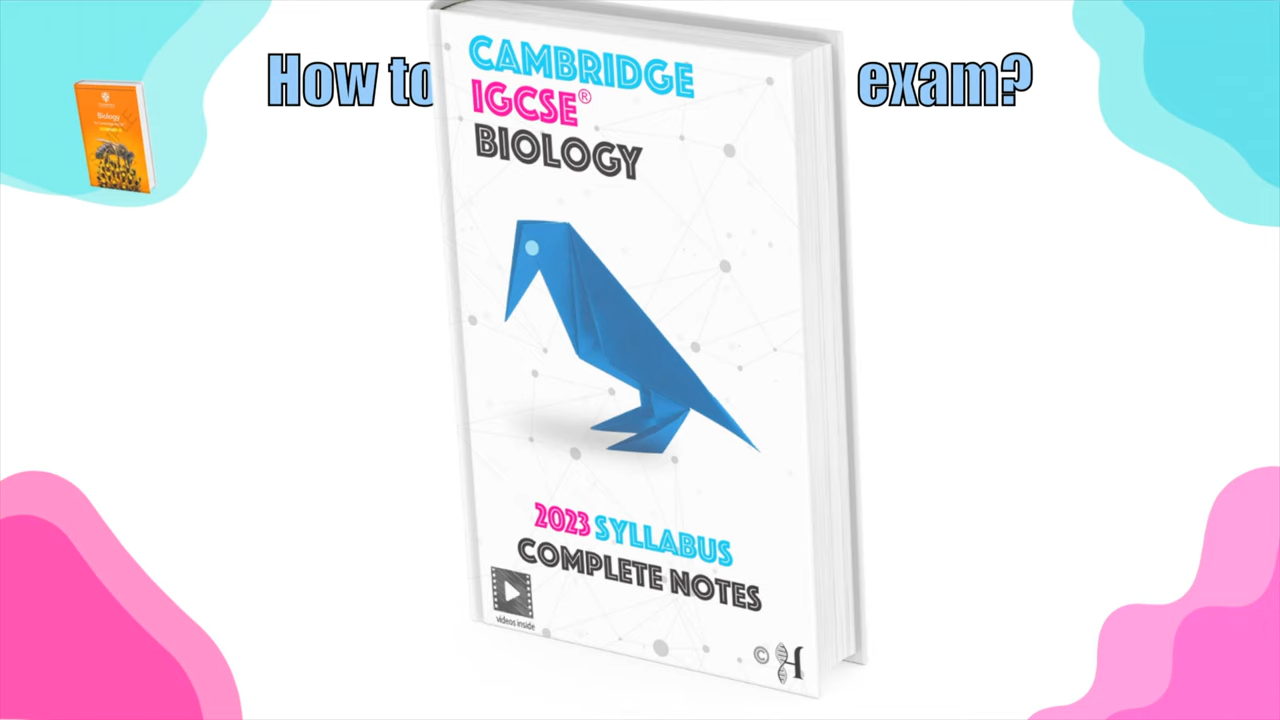 How to exam?
CAMBRIDGE
IGCSE®
BIOLOGY
Biology
2023 SYLLABUS
COMPLETE NOTES
videos inside
©